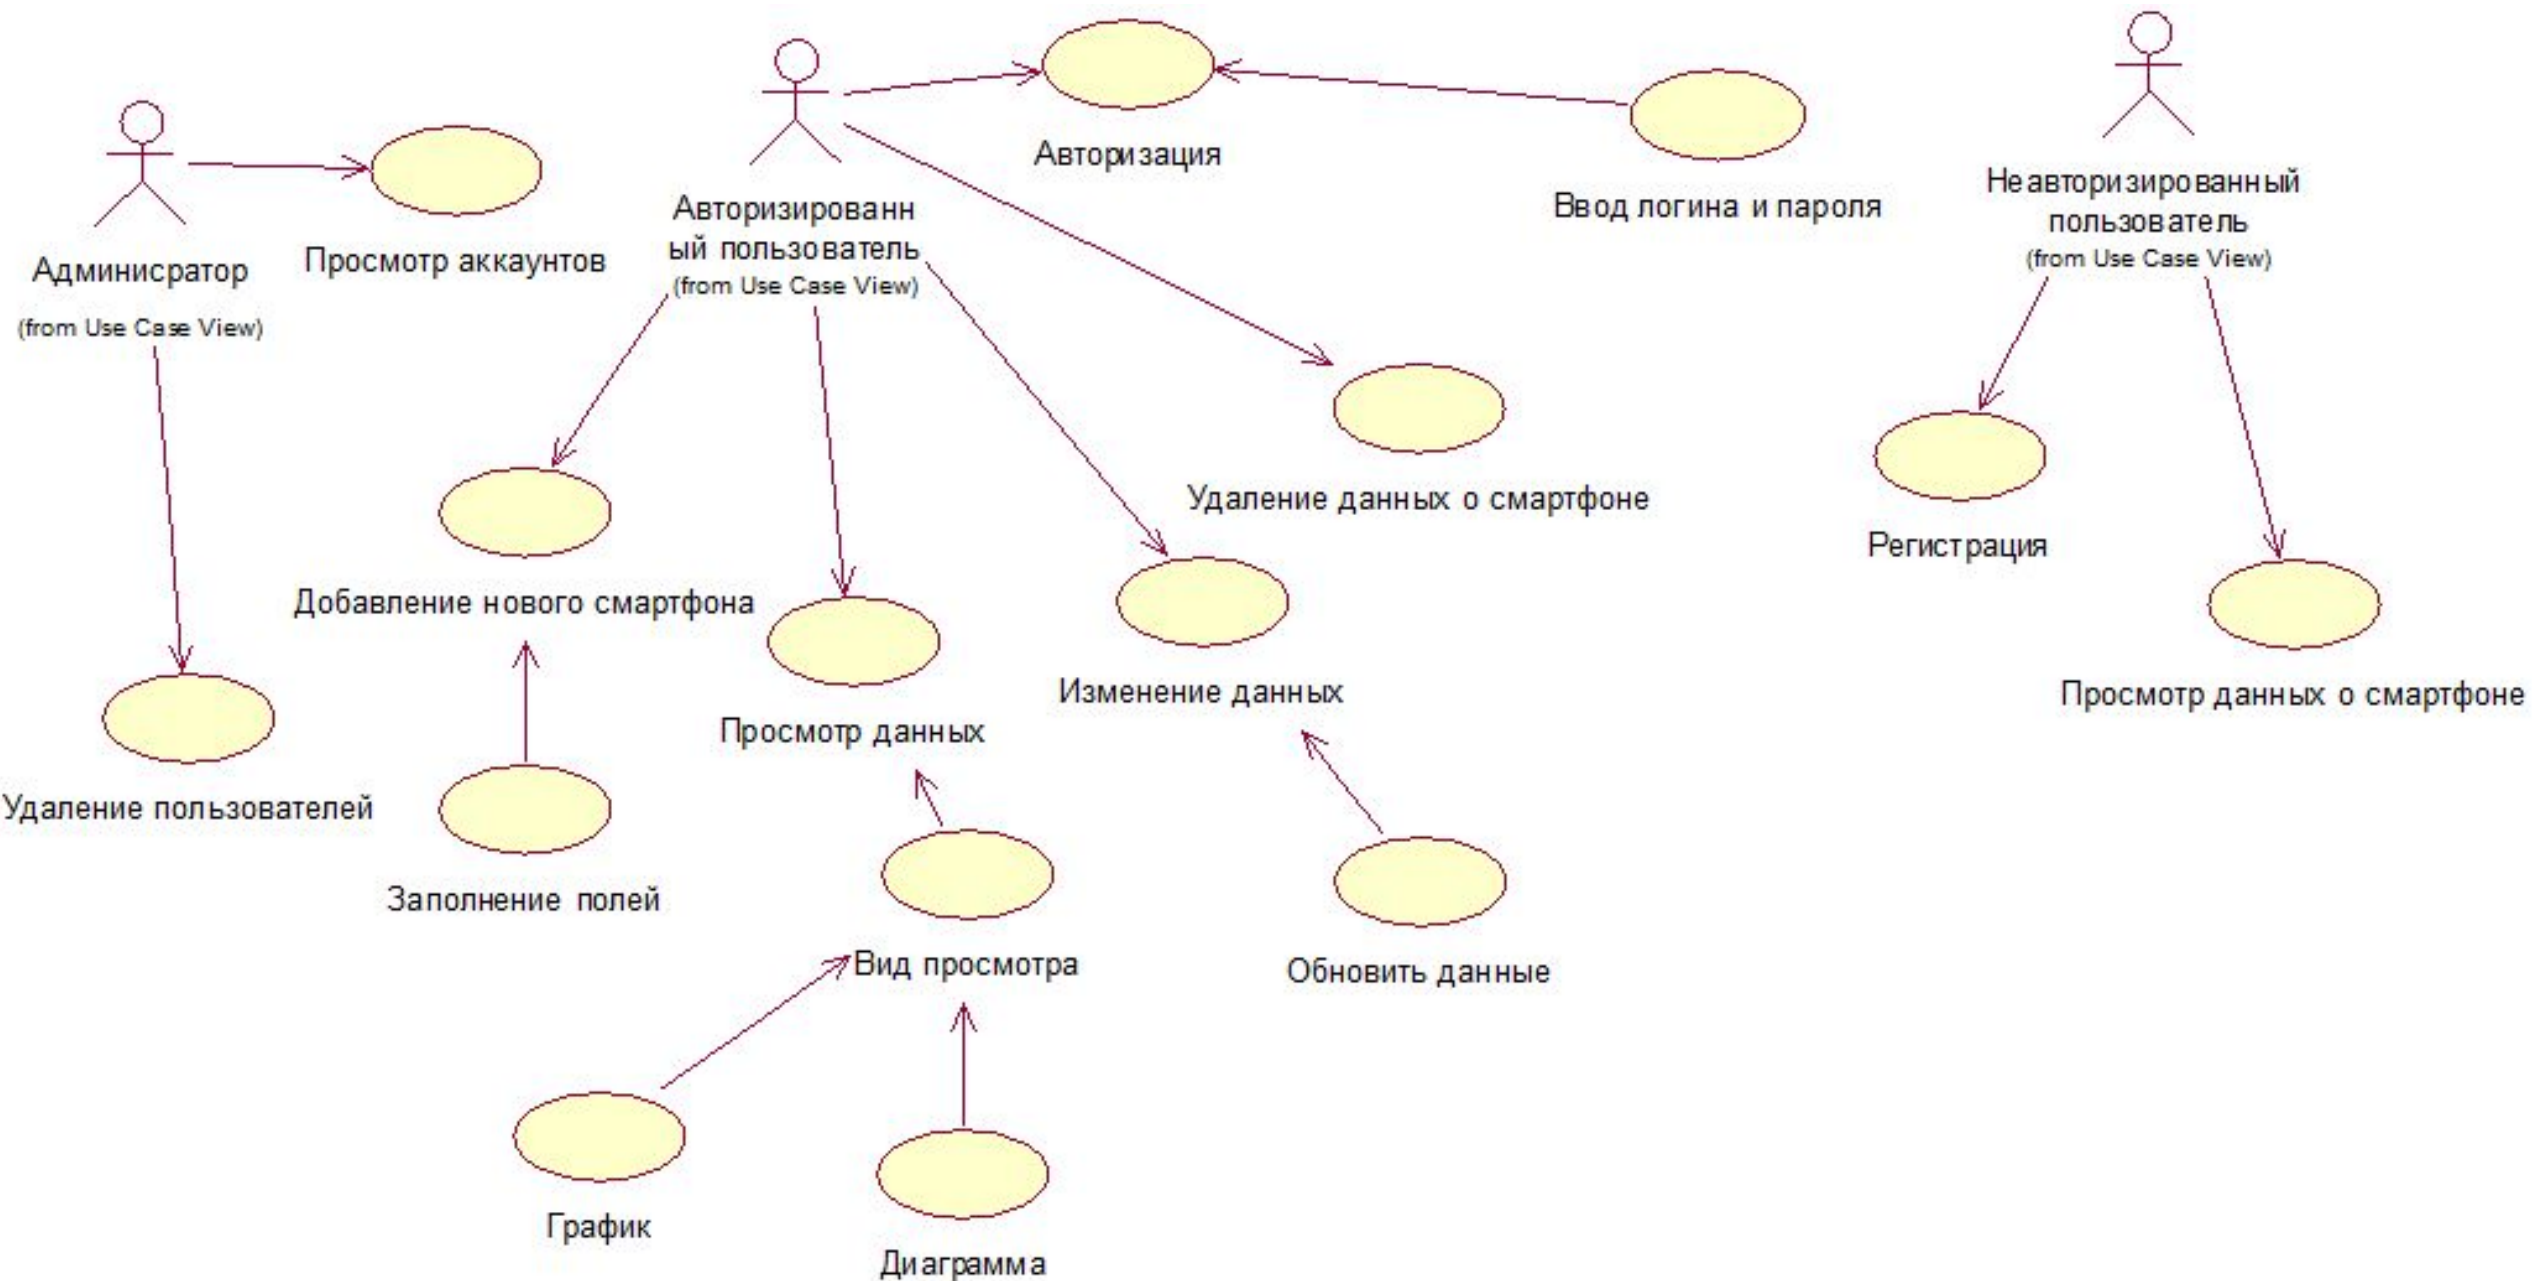 Админисратор
(from Use Case View)
Просмотр аккаунтов
Авторизированн
ый пользователь
(from Use Case View)
Авторизация
Ввод логина и пароля
Неавторизированный
пользователь
(from Use Case View)
Удаление данных о смартфоне
Регистрация
Добавление нового смартфона
Просмотр данных
Изменение данных
Просмотр данных о смартфоне
Удаление пользователей
Заполнение полей
Вид просмотра
Обновить данные
График
Диаграмма